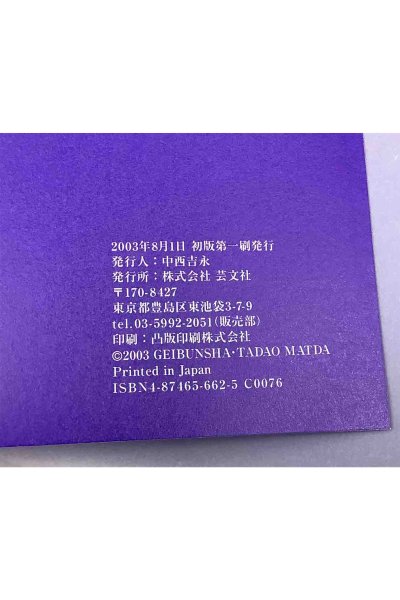 2003年8月1日 初版第一刷発行
発行人：中西吉永
発行所：株式会社 芸文社
〒170-8427
東京都豊島区東池袋3-7-9
tel.03-5992-2051(販売部)
印刷：凸版印刷株式会社
©2003 GEIBUNSHA・TADAO MATDA
Printed in Japan
ISBN4-87465-662-5 C0076